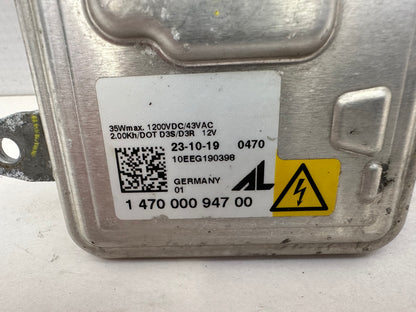 35Wmax. 1200VDC/43VAC
2.00Kh/DOT D3S/D3R 12V
23-10-19 0470
10EEG190398
GERMANY AL
01
1 470 000 947 00